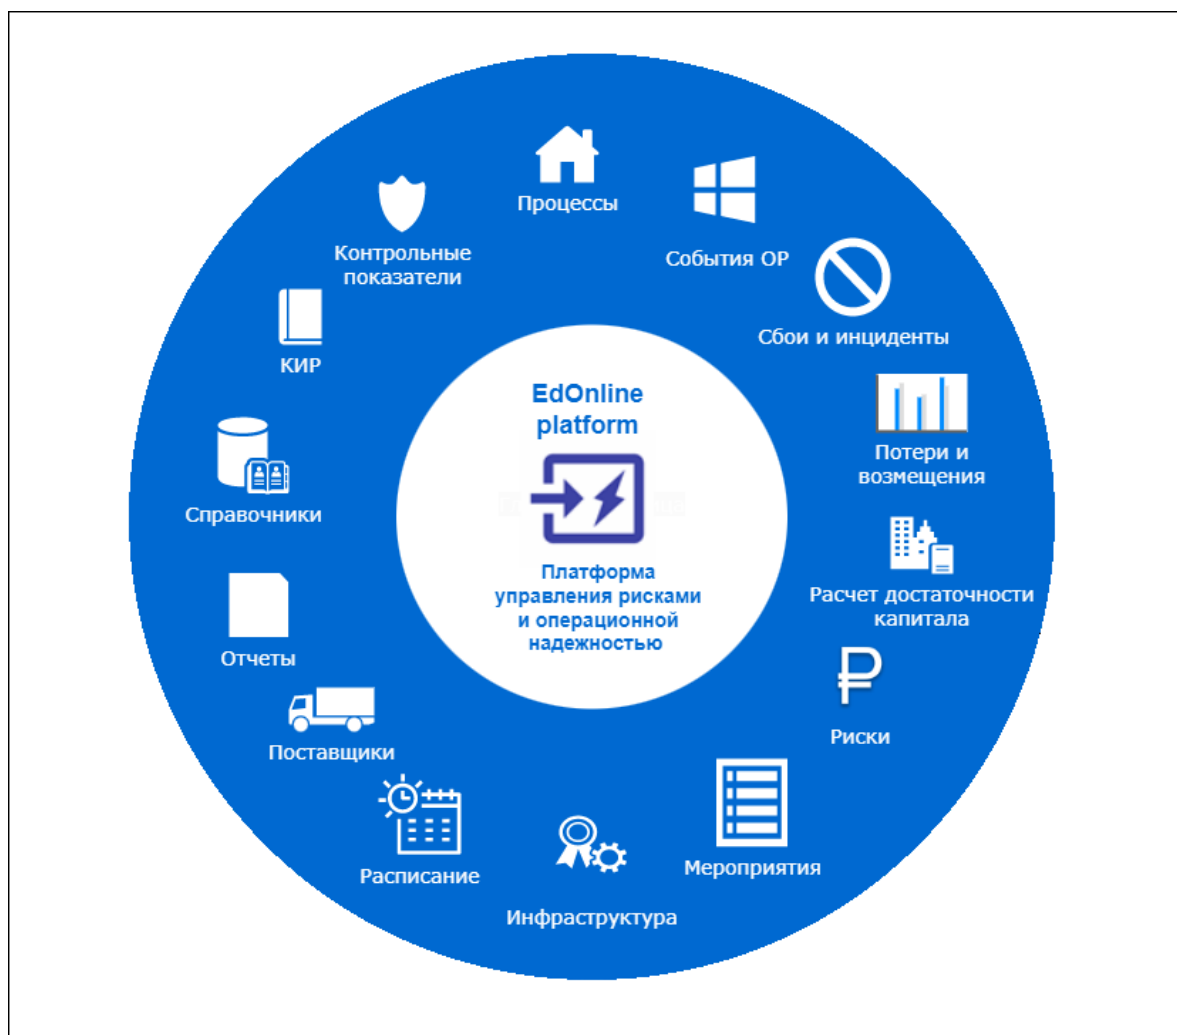 Процессы
События ОР
Сбои и инциденты
Потери и
возмещения
Расчет достаточности
капитала
Риски
Мероприятия
Инфраструктура
Расписание
Поставщики
Отчеты
Справочники
КИР
Контрольные
показатели
EdOnline
platform
Платформа
управления рисками
и операционной
надежностью